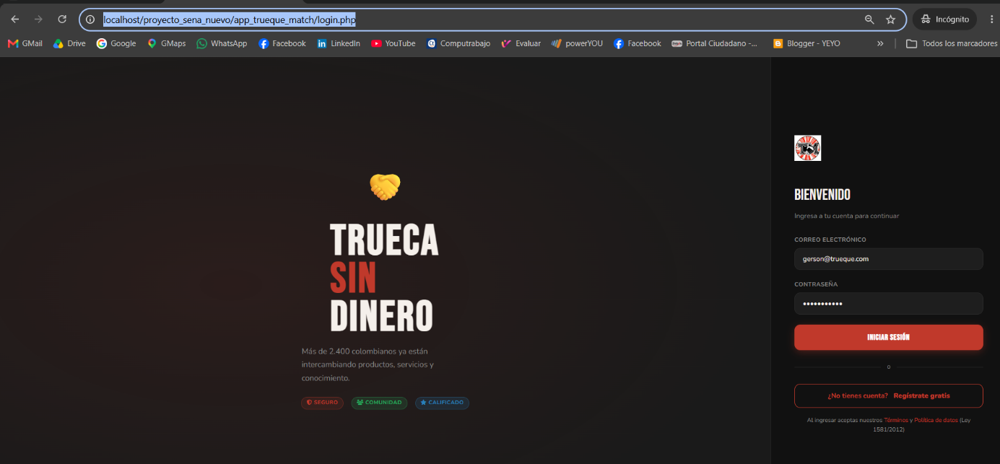 localhost/proyecto_sena_nuevo/app_trueque_match/login.php
Incógnito
GMail
Drive
Google
GMaps
WhatsApp
Facebook
LinkedIn
YouTube
Computrabajo
Evaluar
powerYOU
Facebook
Portal Ciudadano -...
Blogger - YEYO
»
Todos los marcadores
TRUECA
SIN
DINERO
Más de 2.400 colombianos ya están
intercambiando productos, servicios y
conocimiento.
SEGURO
COMUNIDAD
CALIFICADO
BIENVENIDO
Ingresa a tu cuenta para continuar
CORREO ELECTRÓNICO
gerson@trueque.com
CONTRASEÑA
•••••••••••
INICIAR SESIÓN
O
¿No tienes cuenta? Regístrate gratis
Al ingresar aceptas nuestros Términos y Política de datos (Ley
1581/2012)